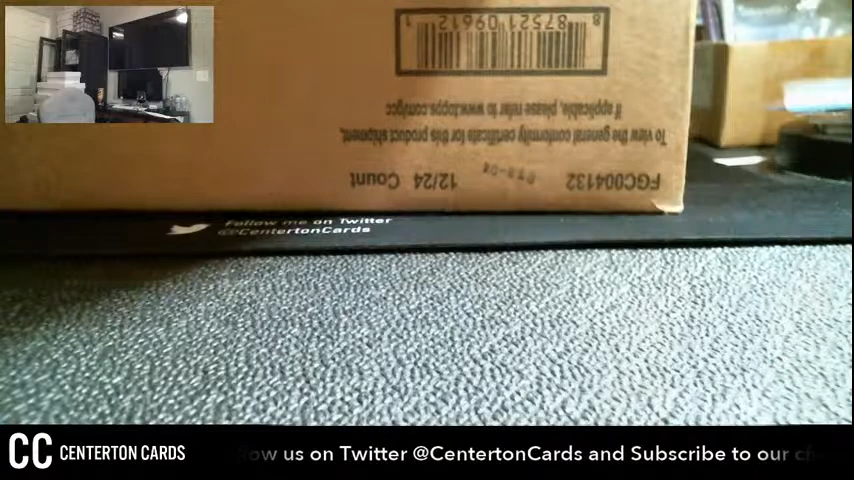 8 87521 09612 1
To view the general conformity certificate for this product shipment,
if applicable, please refer to www.topps.com/gcc
FGC004132 12/24 Count
Follow me on Twitter
@CentertonCards
CC CENTERTON CARDS
ow us on Twitter @CentertonCards and Subscribe to our ch